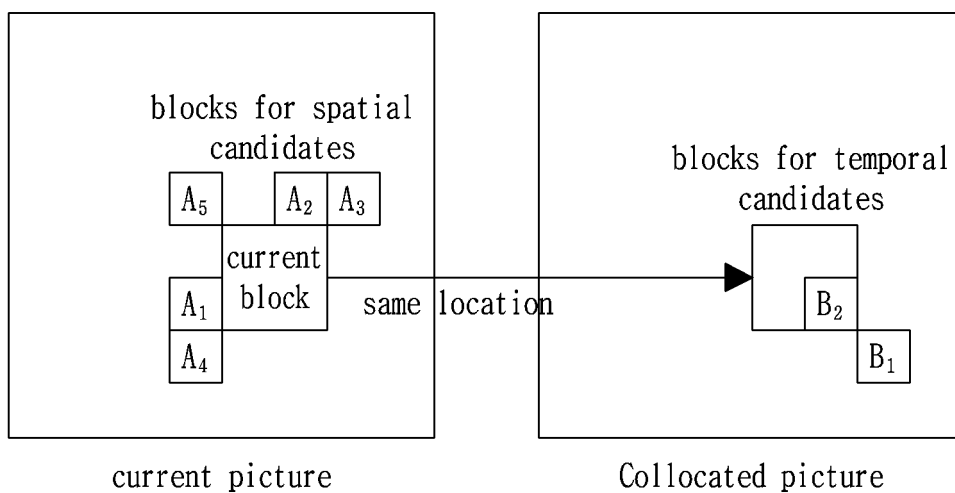 blocks for spatial
candidates
A₅ A₂ A₃
current
block
A₁
A₄
same location
blocks for temporal
candidates
B₂
B₁
current picture
Collocated picture